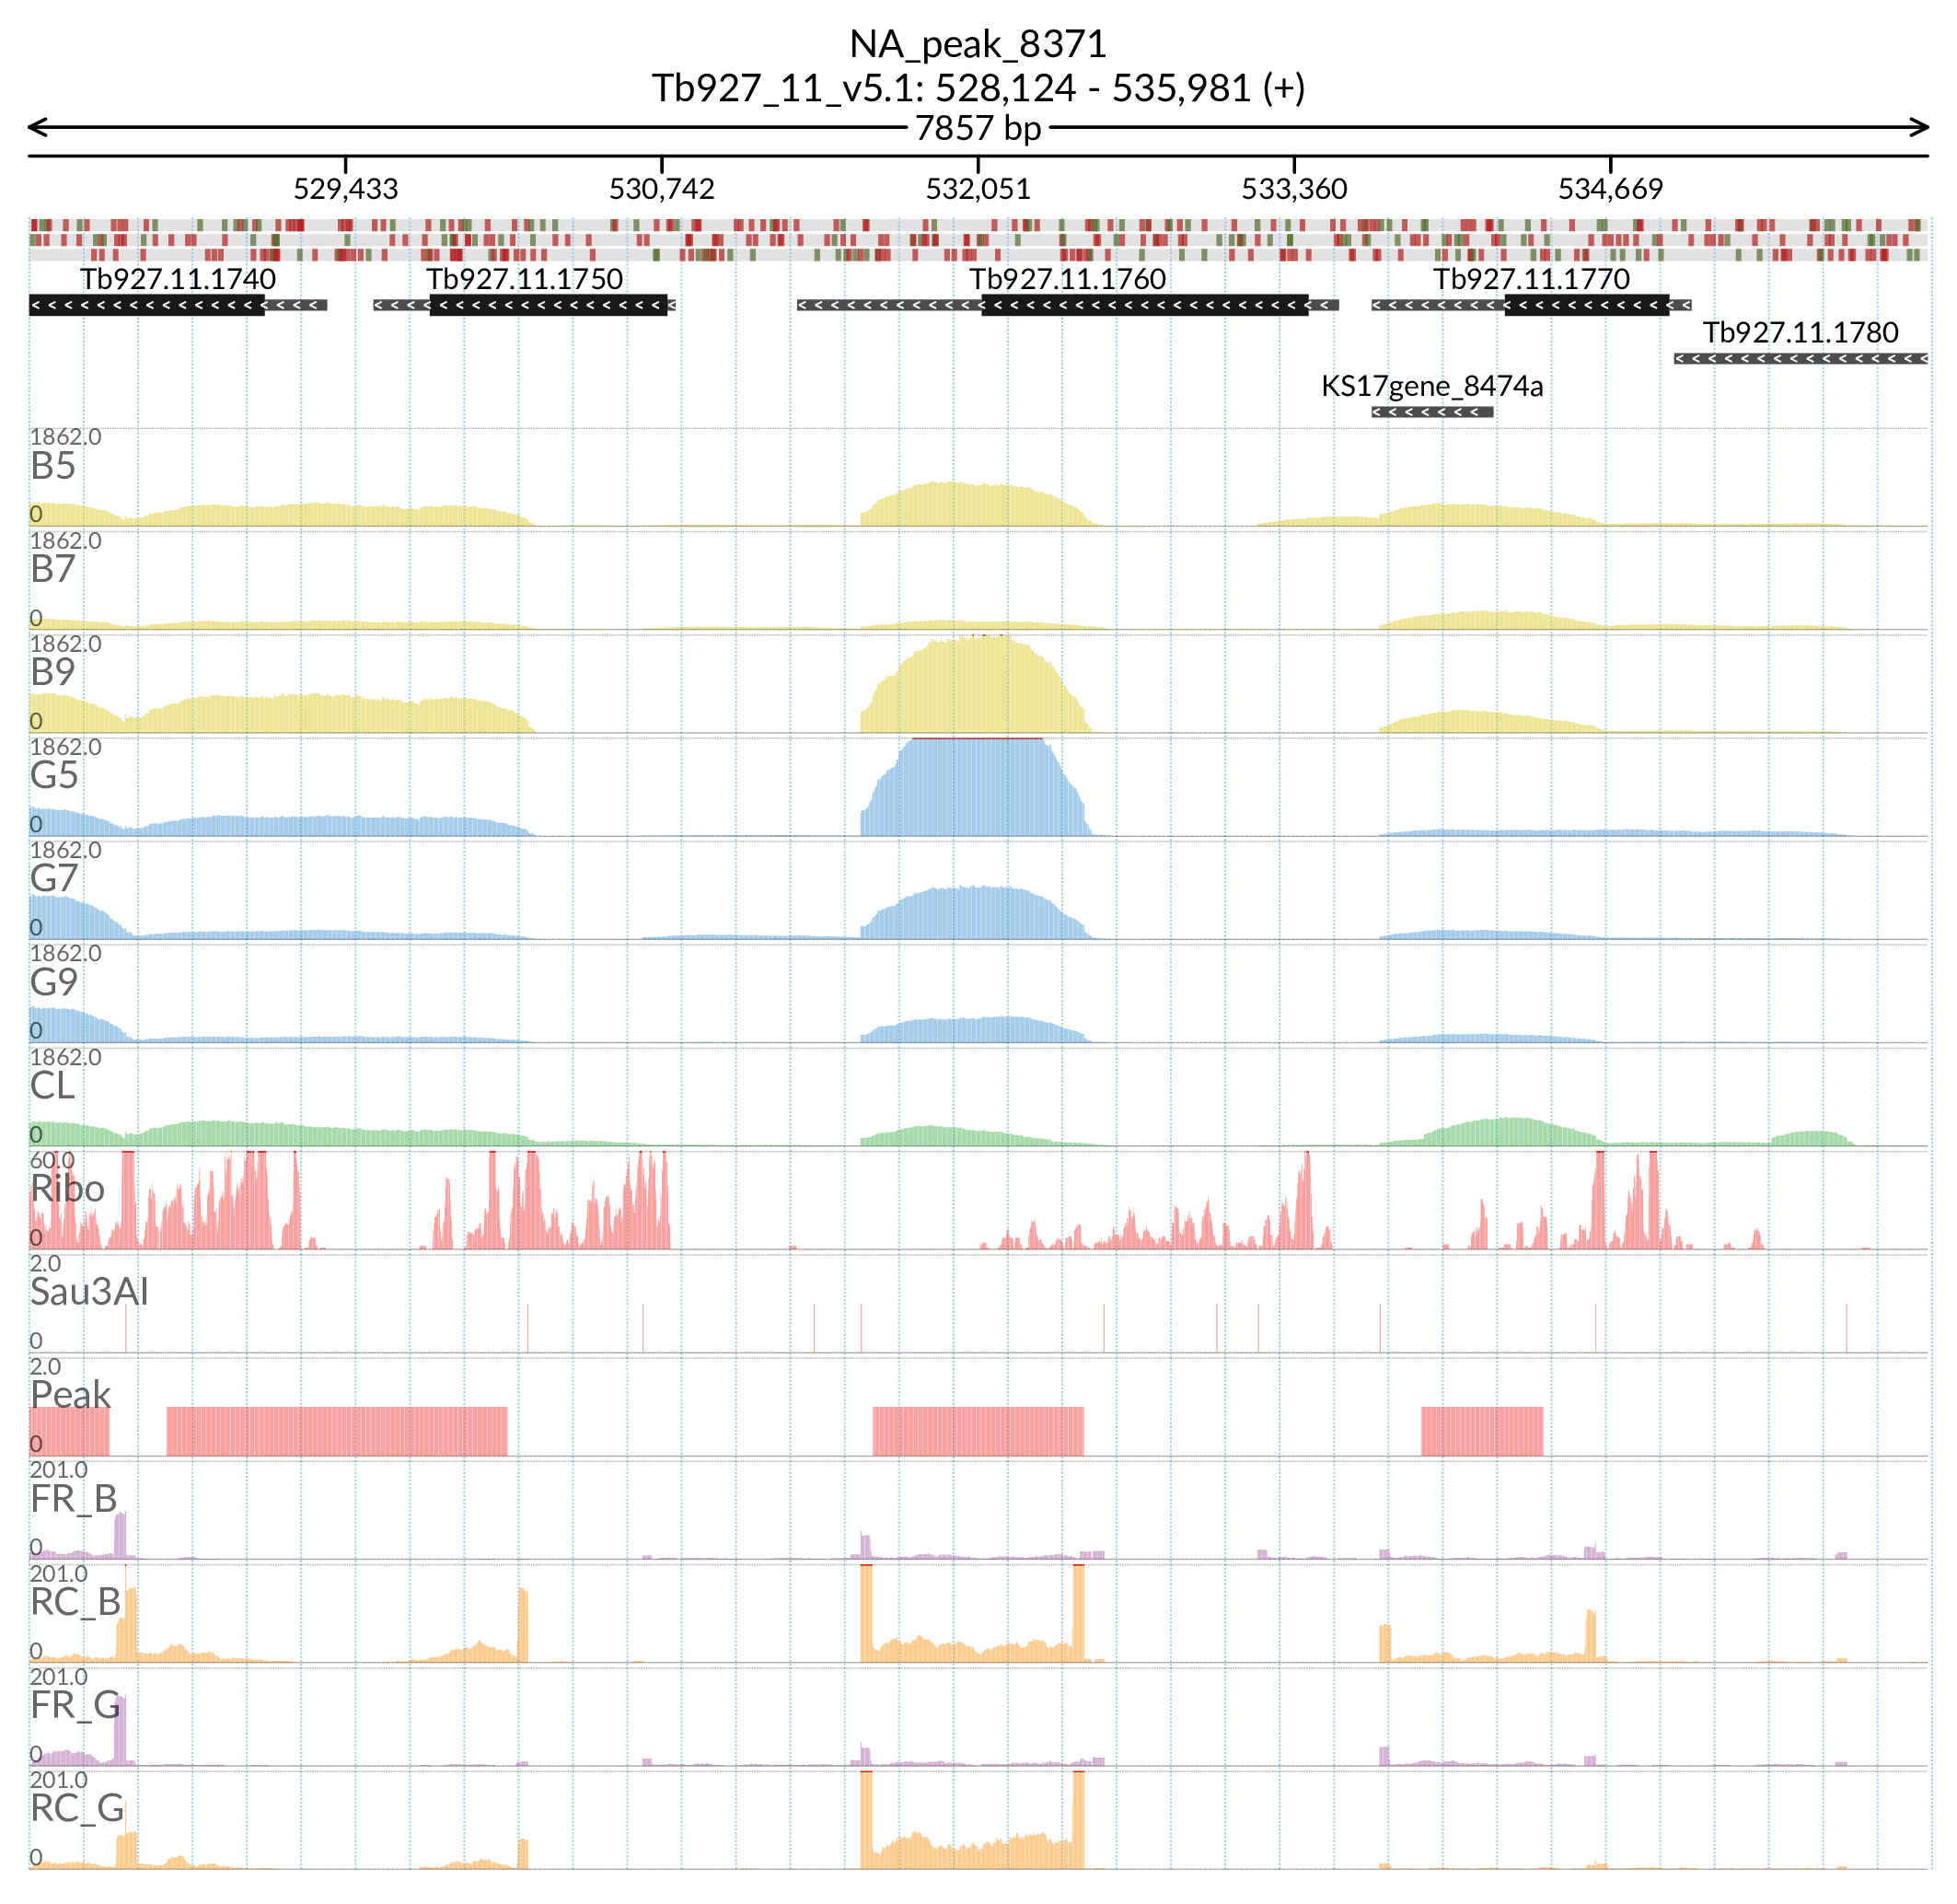 NA_peak_8371
Tb927_11_v5.1: 528,124 - 535,981 (+)
7857 bp
529,433 530,742 532,051 533,360 534,669
Tb927.11.1740 Tb927.11.1750 Tb927.11.1760 Tb927.11.1770
Tb927.11.1780
KS17gene_8474a
1862.0
B5
0
1862.0
B7
0
1862.0
B9
0
1862.0
G5
0
1862.0
G7
0
1862.0
G9
0
1862.0
CL
0
60.0
Ribo
0
2.0
Sau3AI
0
2.0
Peak
0
201.0
FR_B
0
201.0
RC_B
0
201.0
FR_G
0
201.0
RC_G
0